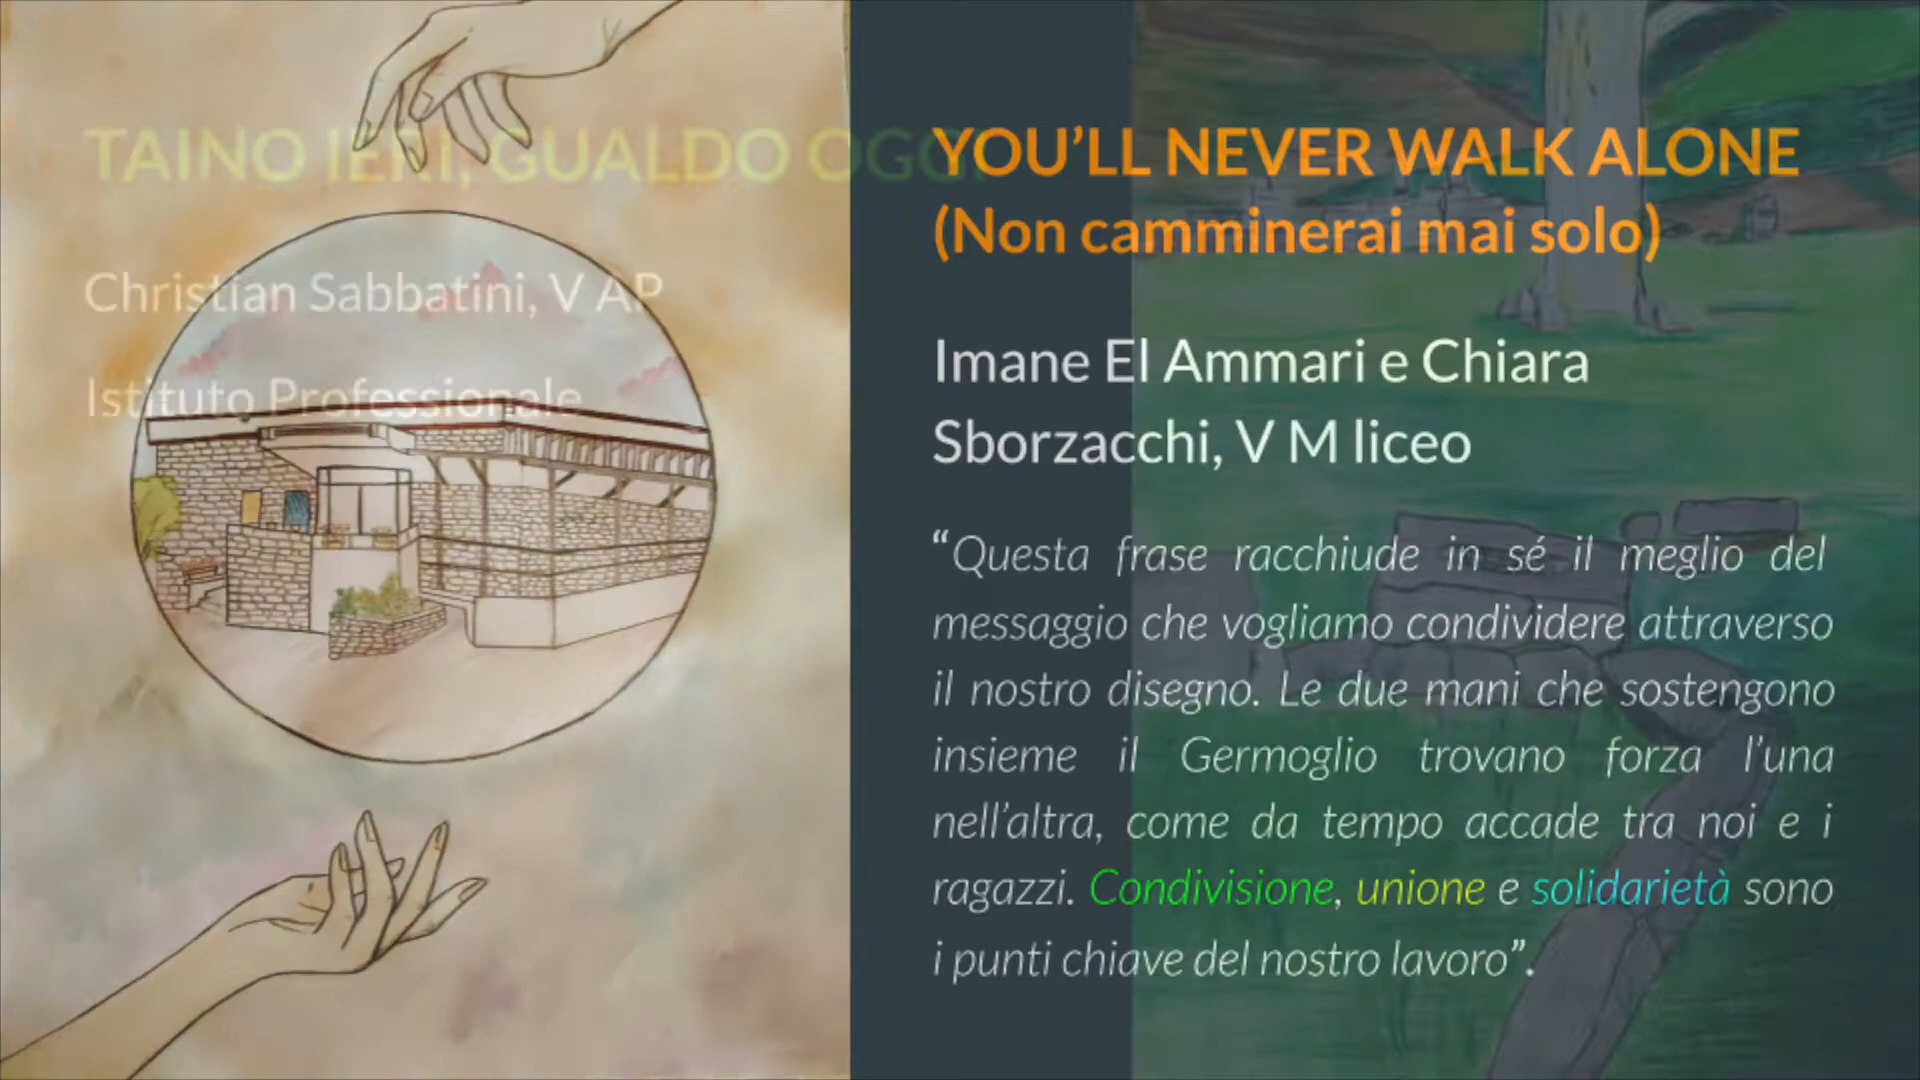 TAINO IERI, GUALDO OGGI
Christian Sabbatini, V AP
Istituto Professionale
YOU'LL NEVER WALK ALONE
(Non camminerai mai solo)
Imane El Ammari e Chiara
Sborzacchi, V M liceo
“Questa frase racchiude in sé il meglio del
messaggio che vogliamo condividere attraverso
il nostro disegno. Le due mani che sostengono
insieme il Germoglio trovano forza l’una
nell’altra, come da tempo accade tra noi e i
ragazzi. Condivisione, unione e solidarietà sono
i punti chiave del nostro lavoro”.